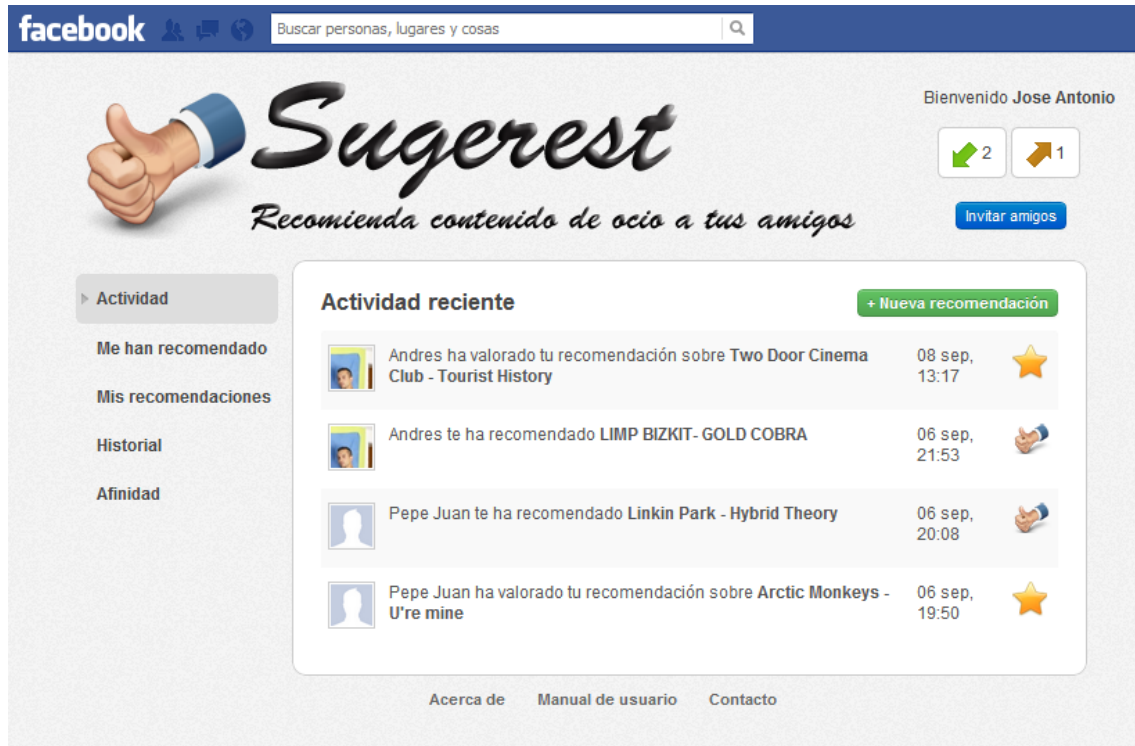 facebook
Buscar personas, lugares y cosas
Bienvenido Jose Antonio
2
1
Invitar amigos
Sugerest
Recomienda contenido de ocio a tus amigos
Actividad
Me han recomendado
Mis recomendaciones
Historial
Afinidad
Actividad reciente
+ Nueva recomendación
Andres ha valorado tu recomendación sobre Two Door Cinema
Club - Tourist History
08 sep,
13:17
Andres te ha recomendado LIMP BIZKIT- GOLD COBRA
06 sep,
21:53
Pepe Juan te ha recomendado Linkin Park - Hybrid Theory
06 sep,
20:08
Pepe Juan ha valorado tu recomendación sobre Arctic Monkeys -
U're mine
06 sep,
19:50
Acerca de
Manual de usuario
Contacto